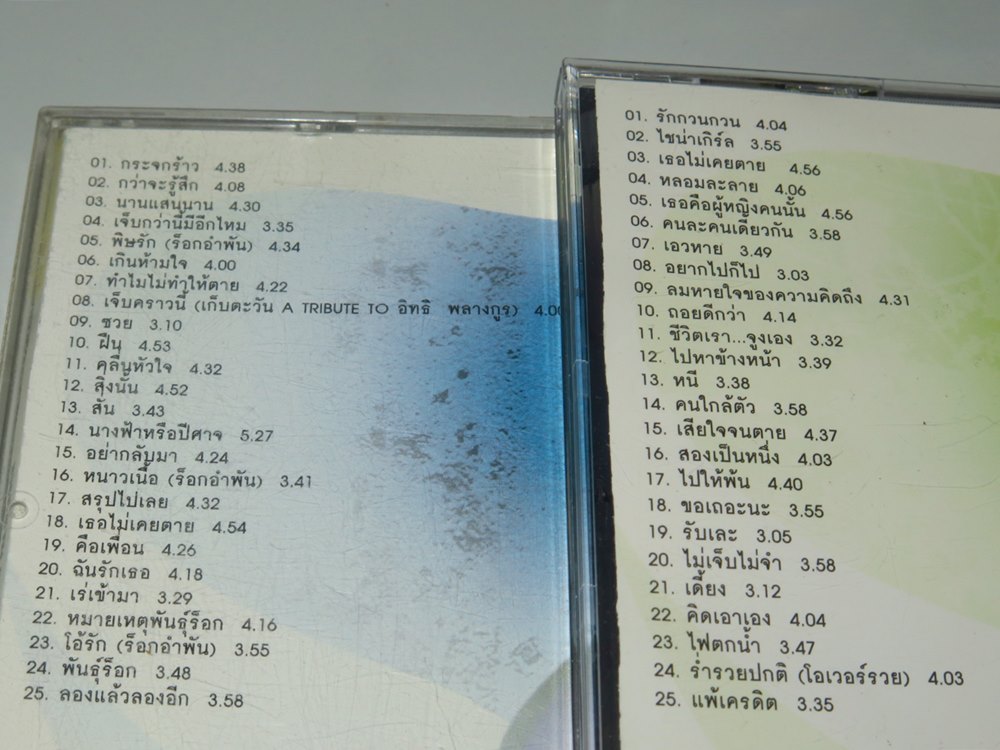 01. กระจกร้าว 4.38
02. กว่าจะรู้สึก 4.08
03. นานแสนนาน 4.30
04. เจ็บกว่านี้มีอีกไหม 3.35
05. พิษรัก (ร็อกอำพัน) 4.34
06. เกินห้ามใจ 4.00
07. ทำไมไม่ทำให้ตาย 4.22
08. เจ็บคราวนี้ (เก็บตะวัน A TRIBUTE TO อิทธิ พลางกูร) 4.00
09. ซวย 3.10
10. ฝืน 4.53
11. คลื่นหัวใจ 4.32
12. สิ่งนั้น 4.52
13. สั่น 3.43
14. นางฟ้าหรือปีศาจ 5.27
15. อย่ากลับมา 4.24
16. หนาวเนื้อ (ร็อกอำพัน) 3.41
17. สรุปไปเลย 4.32
18. เธอไม่เคยตาย 4.54
19. คือเพื่อน 4.26
20. ฉันรักเธอ 4.18
21. เร่เข้ามา 3.29
22. หมายเหตุพันธุ์ร็อก 4.16
23. โอ้รัก (ร็อกอำพัน) 3.55
24. พันธุ์ร็อก 3.48
25. ลองแล้วลองอีก 3.58
01. รักกวนกวน 4.04
02. ไชน่าเกิร์ล 3.55
03. เธอไม่เคยตาย 4.56
04. หลอมละลาย 4.06
05. เธอคือผู้หญิงคนนั้น 4.56
06. คนละคนเดียวกัน 3.58
07. เอวหาย 3.49
08. อยากไปก็ไป 3.03
09. ลมหายใจของความคิดถึง 4.31
10. ถอยดีกว่า 4.14
11. ชีวิตเรา...จูงเอง 3.32
12. ไปหาข้างหน้า 3.39
13. หนี 3.38
14. คนใกล้ตัว 3.58
15. เสียใจจนตาย 4.37
16. สองเป็นหนึ่ง 4.03
17. ไปให้พ้น 4.40
18. ขอเถอะนะ 3.55
19. รับเละ 3.05
20. ไม่เจ็บไม่จำ 3.58
21. เดี้ยง 3.12
22. คิดเอาเอง 4.04
23. ไฟตกน้ำ 3.47
24. ร่ำรวยปกติ (โอเวอร์รวย) 4.03
25. แพ้เครดิต 3.35